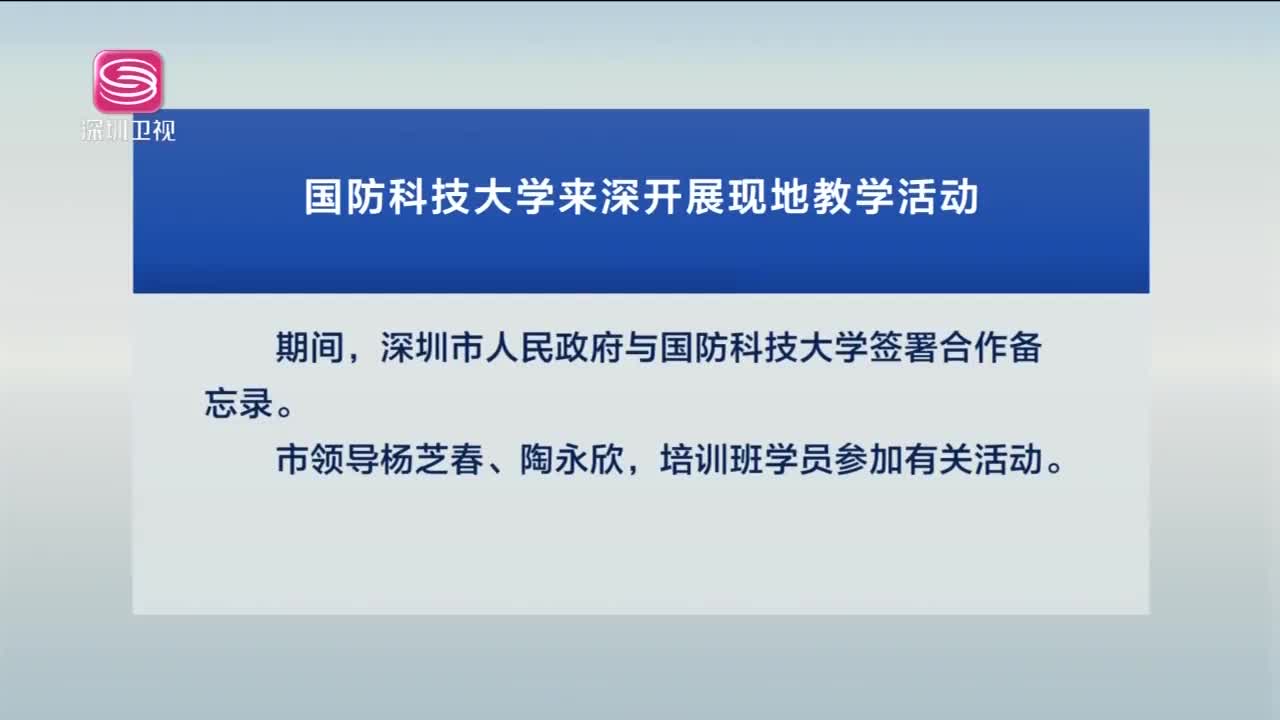 深圳卫视
国防科技大学来深开展现地教学活动
期间，深圳市人民政府与国防科技大学签署合作备
忘录。
市领导杨芝春、陶永欣，培训班学员参加有关活动。